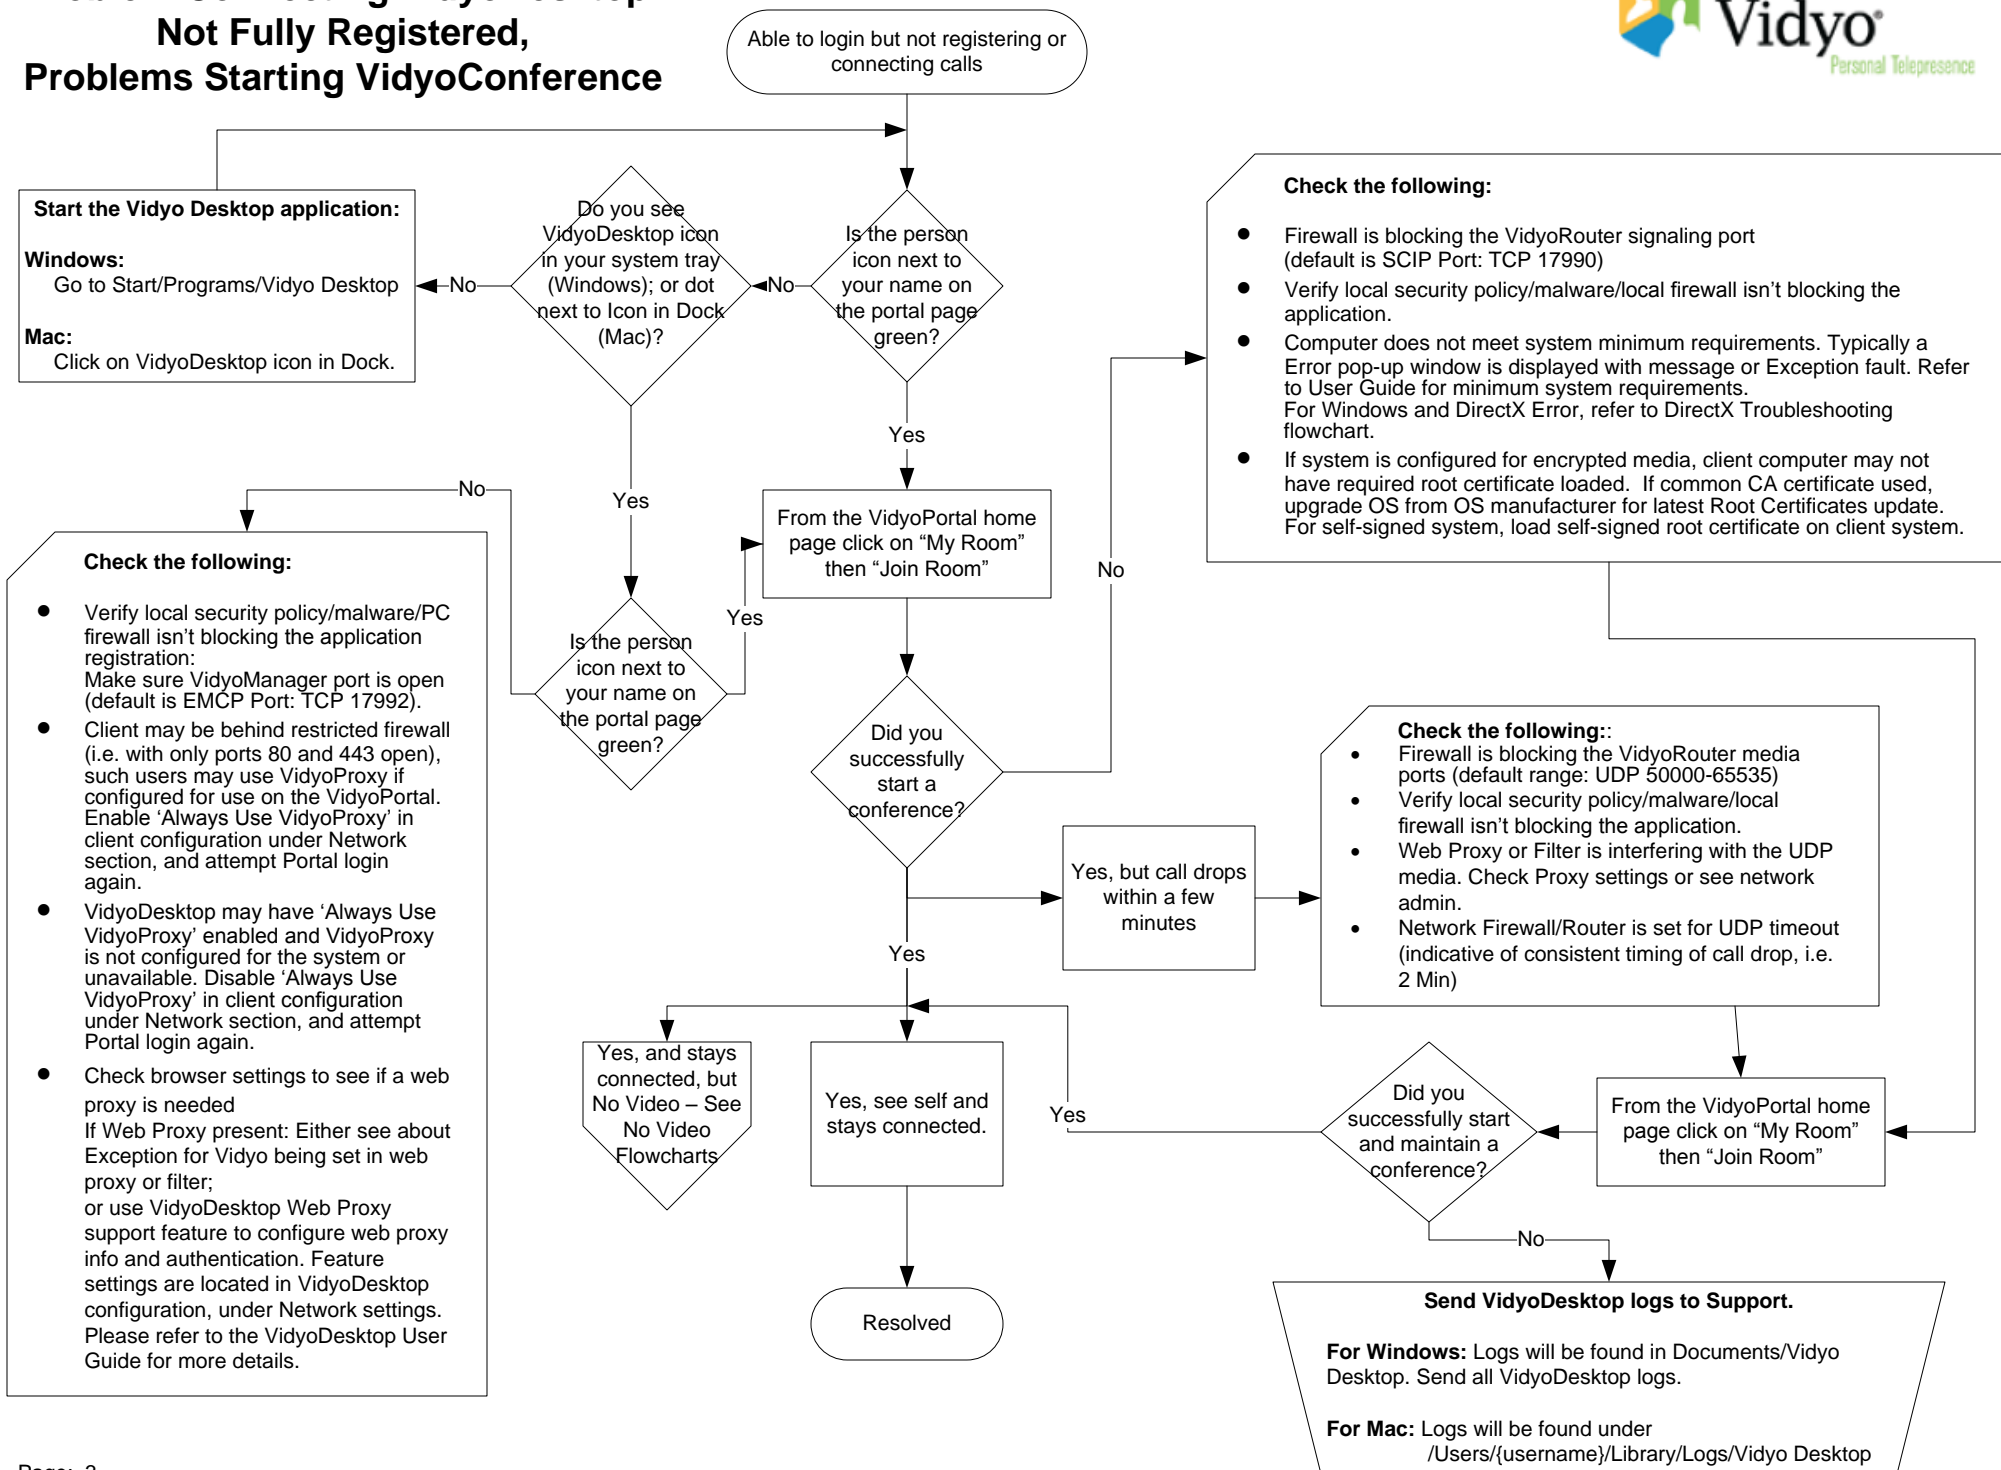 Not Fully Registered,
Problems Starting VidyoConference
Able to login but not registering or
connecting calls
Vidyo
Personal Telepresence
Start the Vidyo Desktop application:
Windows:
Go to Start/Programs/Vidyo Desktop
Mac:
Click on VidyoDesktop icon in Dock.
No
Do you see
VidyoDesktop icon
in your system tray
(Windows); or dot
next to Icon in Dock
(Mac)?
No
Is the person
icon next to
your name on
the portal page
green?
Yes
Yes
No
Check the following:
• Firewall is blocking the VidyoRouter signaling port
(default is SCIP Port: TCP 17990)
• Verify local security policy/malware/local firewall isn't blocking the
application.
• Computer does not meet system minimum requirements. Typically a
Error pop-up window is displayed with message or Exception fault. Refer
to User Guide for minimum system requirements.
For Windows and DirectX Error, refer to DirectX Troubleshooting
flowchart.
• If system is configured for encrypted media, client computer may not
have required root certificate loaded.  If common CA certificate used,
upgrade OS from OS manufacturer for latest Root Certificates update.
For self-signed system, load self-signed root certificate on client system.
From the VidyoPortal home
page click on “My Room”
then “Join Room”
No
Yes
Is the person
icon next to
your name on
the portal page
green?
Check the following:
• Verify local security policy/malware/PC
firewall isn't blocking the application
registration:
Make sure VidyoManager port is open
(default is EMCP Port: TCP 17992).
• Client may be behind restricted firewall
(i.e. with only ports 80 and 443 open),
such users may use VidyoProxy if
configured for use on the VidyoPortal.
Enable ‘Always Use VidyoProxy’ in
client configuration under Network
section, and attempt Portal login
again.
• VidyoDesktop may have ‘Always Use
VidyoProxy’ enabled and VidyoProxy
is not configured for the system or
unavailable. Disable ‘Always Use
VidyoProxy’ in client configuration
under Network section, and attempt
Portal login again.
• Check browser settings to see if a web
proxy is needed
If Web Proxy present: Either see about
Exception for Vidyo being set in web
proxy or filter;
or use VidyoDesktop Web Proxy
support feature to configure web proxy
info and authentication. Feature
settings are located in VidyoDesktop
configuration, under Network settings.
Please refer to the VidyoDesktop User
Guide for more details.
Did you
successfully
start a
conference?
Yes
Yes, but call drops
within a few
minutes
Check the following::
• Firewall is blocking the VidyoRouter media
ports (default range: UDP 50000-65535)
• Verify local security policy/malware/local
firewall isn't blocking the application.
• Web Proxy or Filter is interfering with the UDP
media. Check Proxy settings or see network
admin.
• Network Firewall/Router is set for UDP timeout
(indicative of consistent timing of call drop, i.e.
2 Min)
Yes, and stays
connected, but
No Video – See
No Video
Flowcharts
Yes, see self and
stays connected.
Yes
Did you
successfully start
and maintain a
conference?
From the VidyoPortal home
page click on “My Room”
then “Join Room”
No
Resolved
Send VidyoDesktop logs to Support.
For Windows: Logs will be found in Documents/Vidyo
Desktop. Send all VidyoDesktop logs.
For Mac: Logs will be found under
/Users/{username}/Library/Logs/Vidyo Desktop